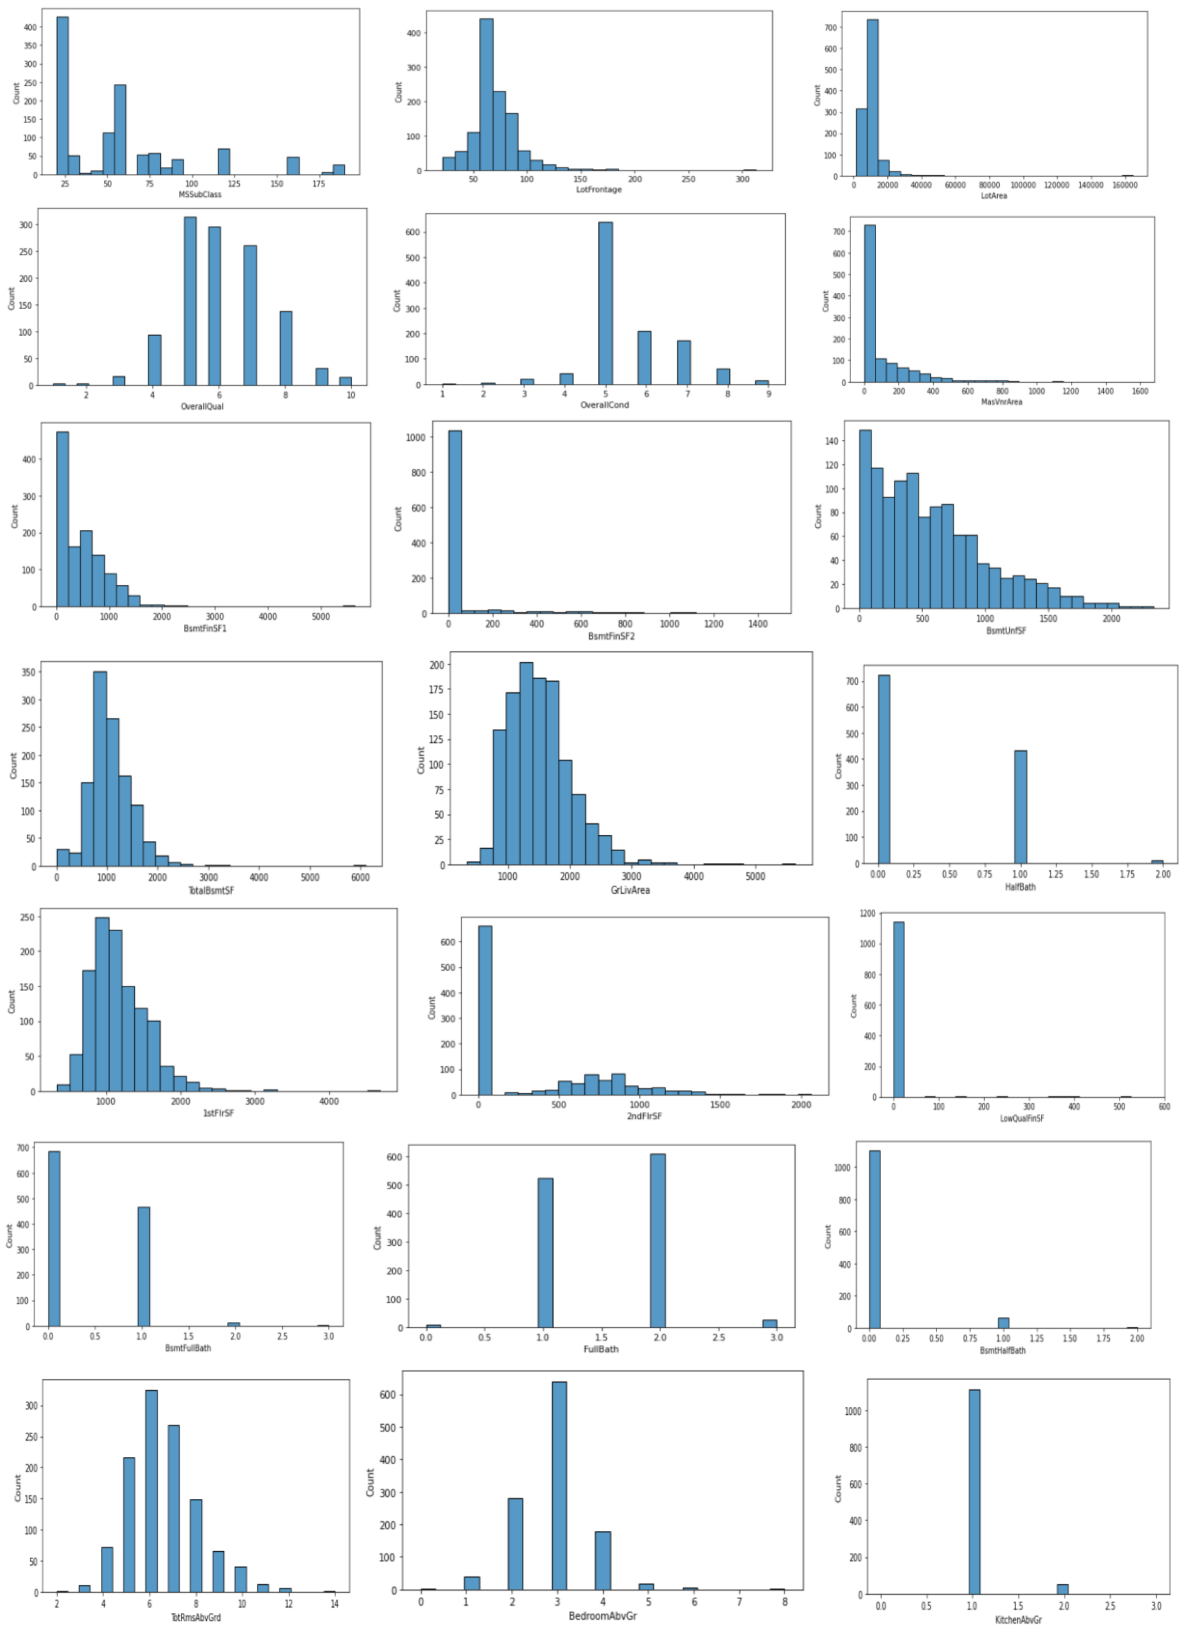 400
350
300
250
200
150
100
50
0
Count
25 50 75 100 125 150 175
MSSubClass
400
300
200
100
0
Count
50 100 150 200 250 300
LotFrontage
700
600
500
400
300
200
100
0
Count
0 20000 40000 60000 80000 100000 120000 140000 160000
LotArea
300
250
200
150
100
50
0
Count
2 4 6 8 10
OverallQual
600
500
400
300
200
100
0
Count
1 2 3 4 5 6 7 8 9
OverallCond
700
600
500
400
300
200
100
0
Count
0 200 400 600 800 1000 1200 1400 1600
MasVnrArea
400
300
200
100
0
Count
0 1000 2000 3000 4000 5000
BsmtFinSF1
1000
800
600
400
200
0
Count
0 200 400 600 800 1000 1200 1400
BsmtFinSF2
140
120
100
80
60
40
20
0
Count
0 500 1000 1500 2000
BsmtUnfSF
350
300
250
200
150
100
50
0
Count
0 1000 2000 3000 4000 5000 6000
TotalBsmtSF
200
175
150
125
100
75
50
25
0
Count
1000 2000 3000 4000 5000
GrLivArea
700
600
500
400
300
200
100
0
Count
0.00 0.25 0.50 0.75 1.00 1.25 1.50 1.75 2.00
HalfBath
250
200
150
100
50
0
Count
1000 2000 3000 4000
1stFlrSF
600
500
400
300
200
100
0
Count
0 500 1000 1500 2000
2ndFlrSF
1200
1000
800
600
400
200
0
Count
0 100 200 300 400 500 600
LowQualFinSF
700
600
500
400
300
200
100
0
Count
0.0 0.5 1.0 1.5 2.0 2.5 3.0
BsmtFullBath
600
500
400
300
200
100
0
Count
0.0 0.5 1.0 1.5 2.0 2.5 3.0
FullBath
1000
800
600
400
200
0
Count
0.00 0.25 0.50 0.75 1.00 1.25 1.50 1.75 2.00
BsmtHalfBath
300
250
200
150
100
50
0
Count
2 4 6 8 10 12 14
TotRmsAbvGrd
600
500
400
300
200
100
0
Count
0 1 2 3 4 5 6 7 8
BedroomAbvGr
1000
800
600
400
200
0
Count
0.0 0.5 1.0 1.5 2.0 2.5 3.0
KitchenAbvGr